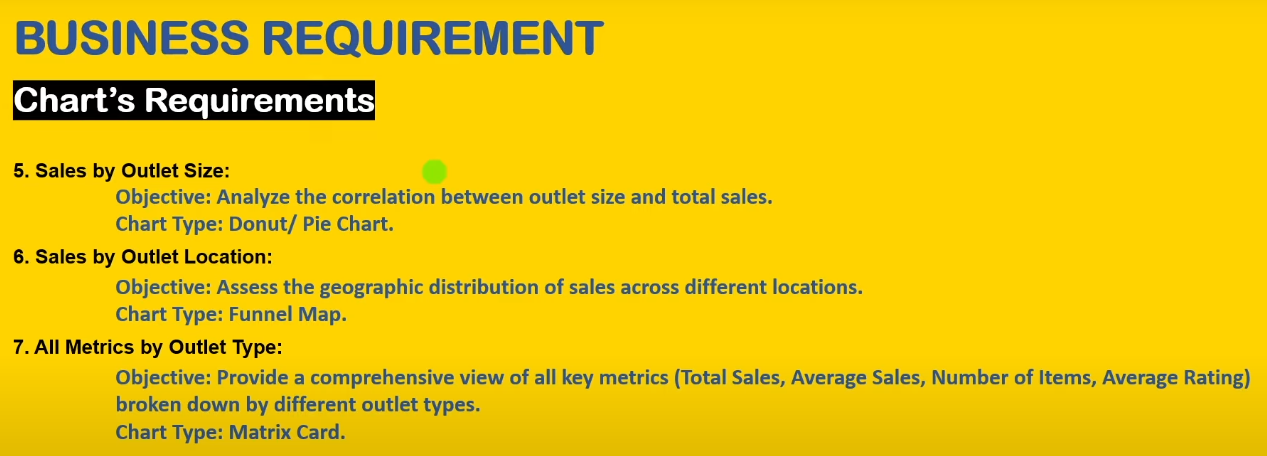 BUSINESS REQUIREMENT
Chart's Requirements
5. Sales by Outlet Size:
Objective: Analyze the correlation between outlet size and total sales.
Chart Type: Donut/ Pie Chart.
6. Sales by Outlet Location:
Objective: Assess the geographic distribution of sales across different locations.
Chart Type: Funnel Map.
7. All Metrics by Outlet Type:
Objective: Provide a comprehensive view of all key metrics (Total Sales, Average Sales, Number of Items, Average Rating)
broken down by different outlet types.
Chart Type: Matrix Card.